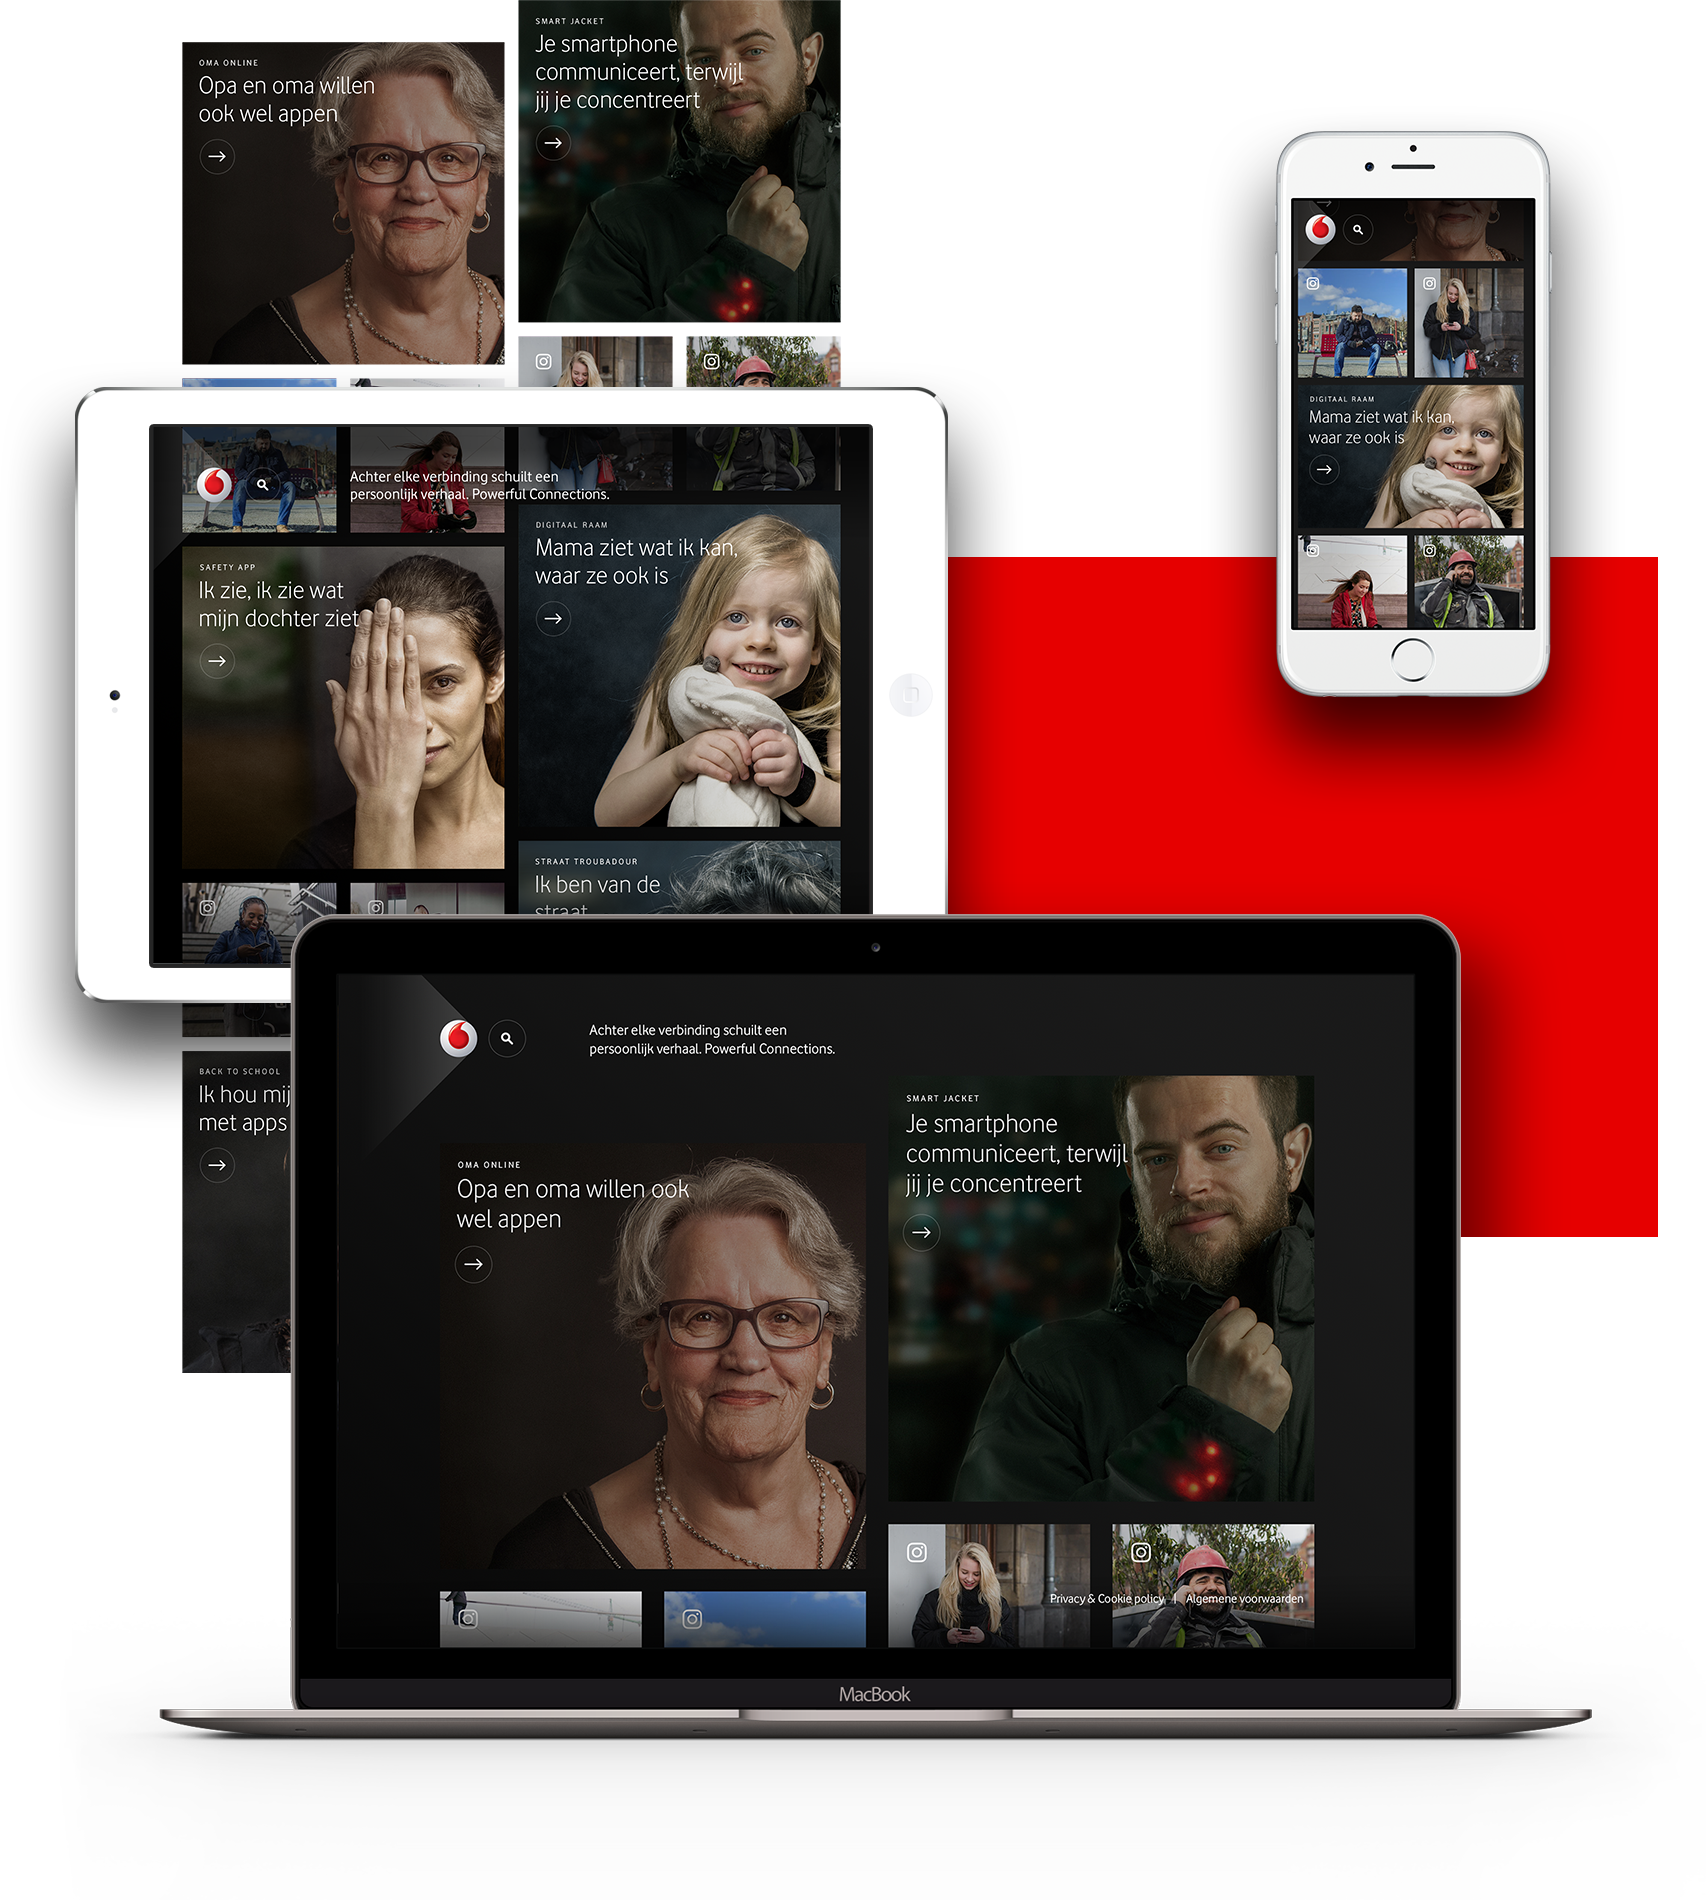 OMA ONLINE
Opa en oma willen
ook wel appen
SMART JACKET
Je smartphone
communiceert, terwijl
jij je concentreert
DIGITAAL RAAM
Mama ziet wat ik kan,
waar ze ook is
Achter elke verbinding schuilt een
persoonlijk verhaal. Powerful Connections.
SAFETY APP
Ik zie, ik zie wat
mijn dochter ziet
DIGITAAL RAAM
Mama ziet wat ik kan,
waar ze ook is
STRAAT TROUBADOUR
Ik ben van de
straat
BACK TO SCHOOL
Ik hou mij
met apps
Achter elke verbinding schuilt een
persoonlijk verhaal. Powerful Connections.
OMA ONLINE
Opa en oma willen ook
wel appen
SMART JACKET
Je smartphone
communiceert, terwijl
jij je concentreert
Privacy & Cookie policy | Algemene voorwaarden
MacBook